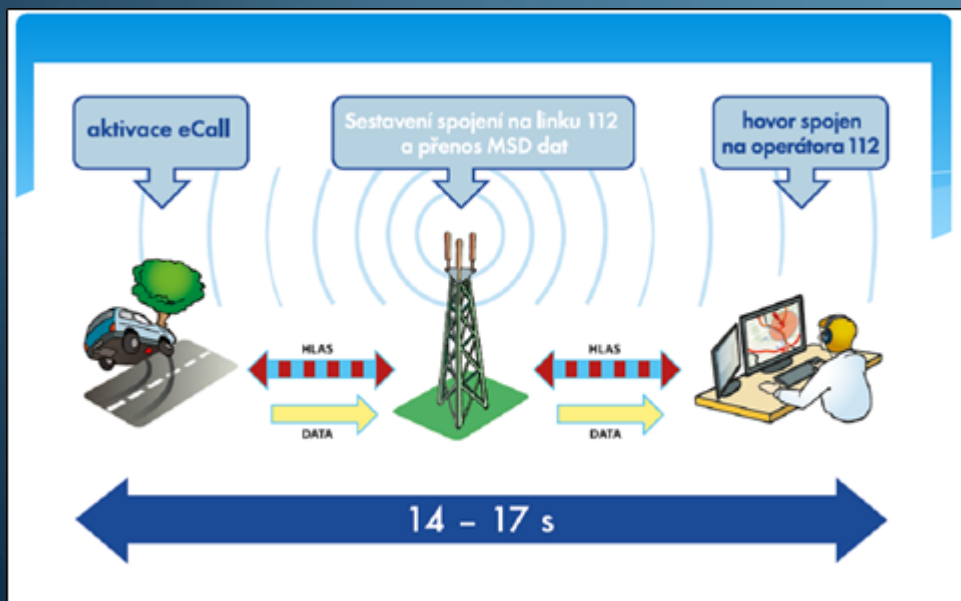 aktivace eCall
Sestavení spojení na linku 112
a přenos MSD dat
hovor spojen
na operátora 112
HLAS
HLAS
DATA
DATA
14 – 17 s